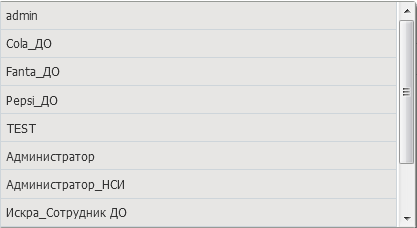 admin
Cola_ДО
Fanta_ДО
Pepsi_ДО
TEST
Администратор
Администратор_НСИ
Искра_Сотрудник ДО